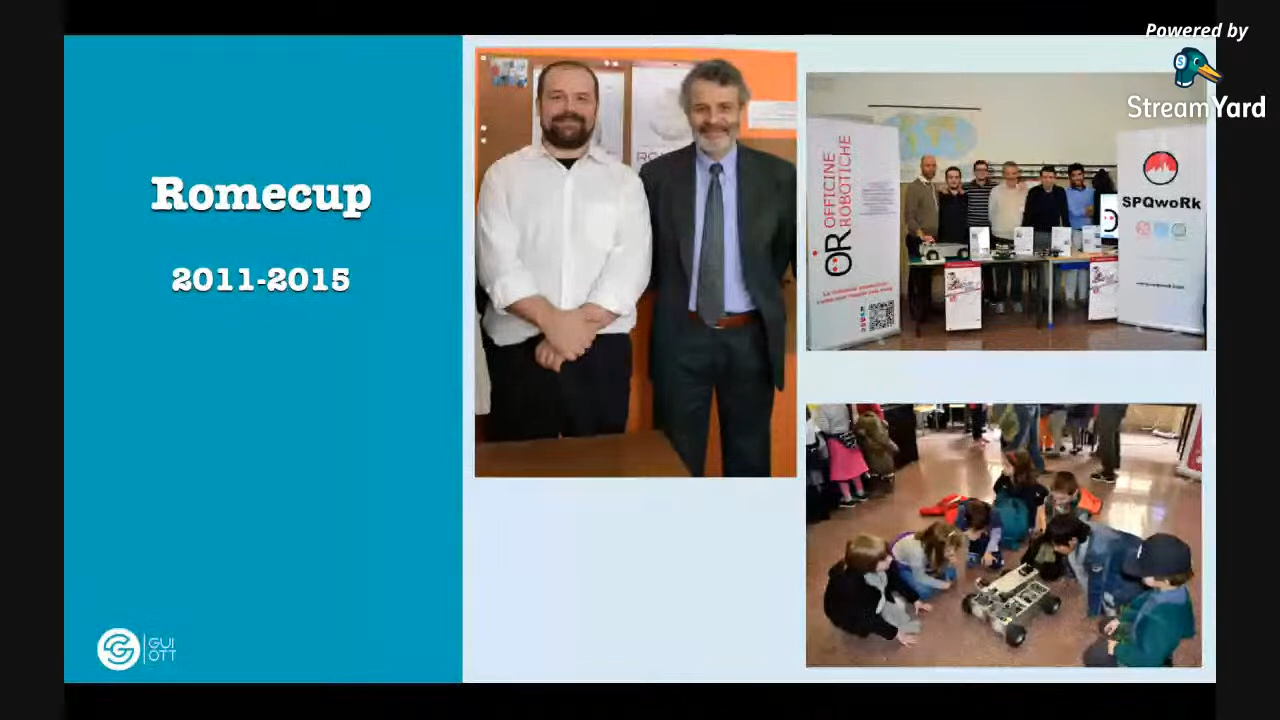 Powered by
StreamYard
Romecup
2011-2015
OFFICINE
ROBOTICHE
OR
SPQwoRk
GUI
OTT